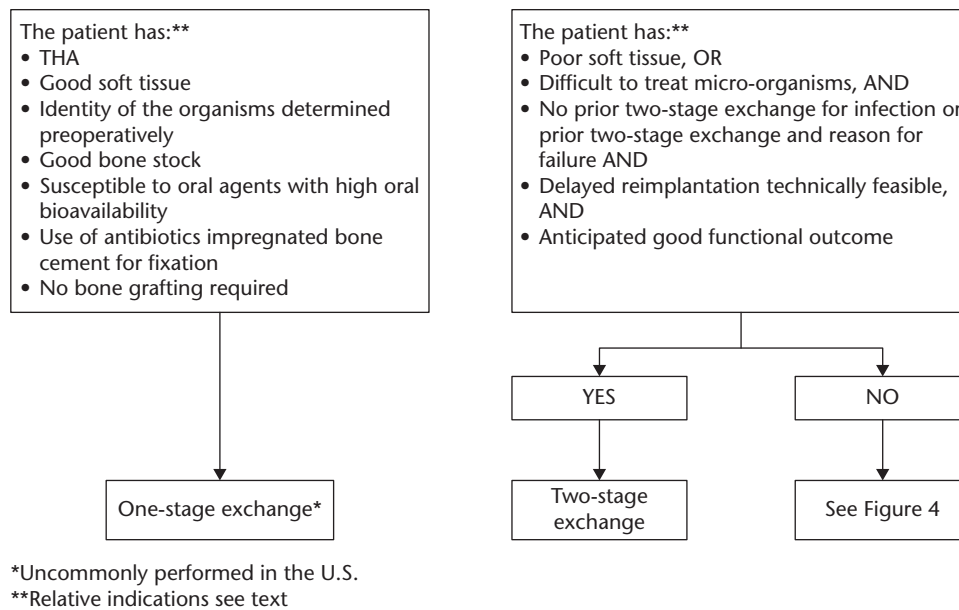 The patient has:**
• THA
• Good soft tissue
• Identity of the organisms determined
preoperatively
• Good bone stock
• Susceptible to oral agents with high oral
bioavailability
• Use of antibiotics impregnated bone
cement for fixation
• No bone grafting required
One-stage exchange*
The patient has:**
• Poor soft tissue, OR
• Difficult to treat micro-organisms, AND
• No prior two-stage exchange for infection or
prior two-stage exchange and reason for
failure AND
• Delayed reimplantation technically feasible,
AND
• Anticipated good functional outcome
YES
NO
Two-stage
exchange
See Figure 4
*Uncommonly performed in the U.S.
**Relative indications see text